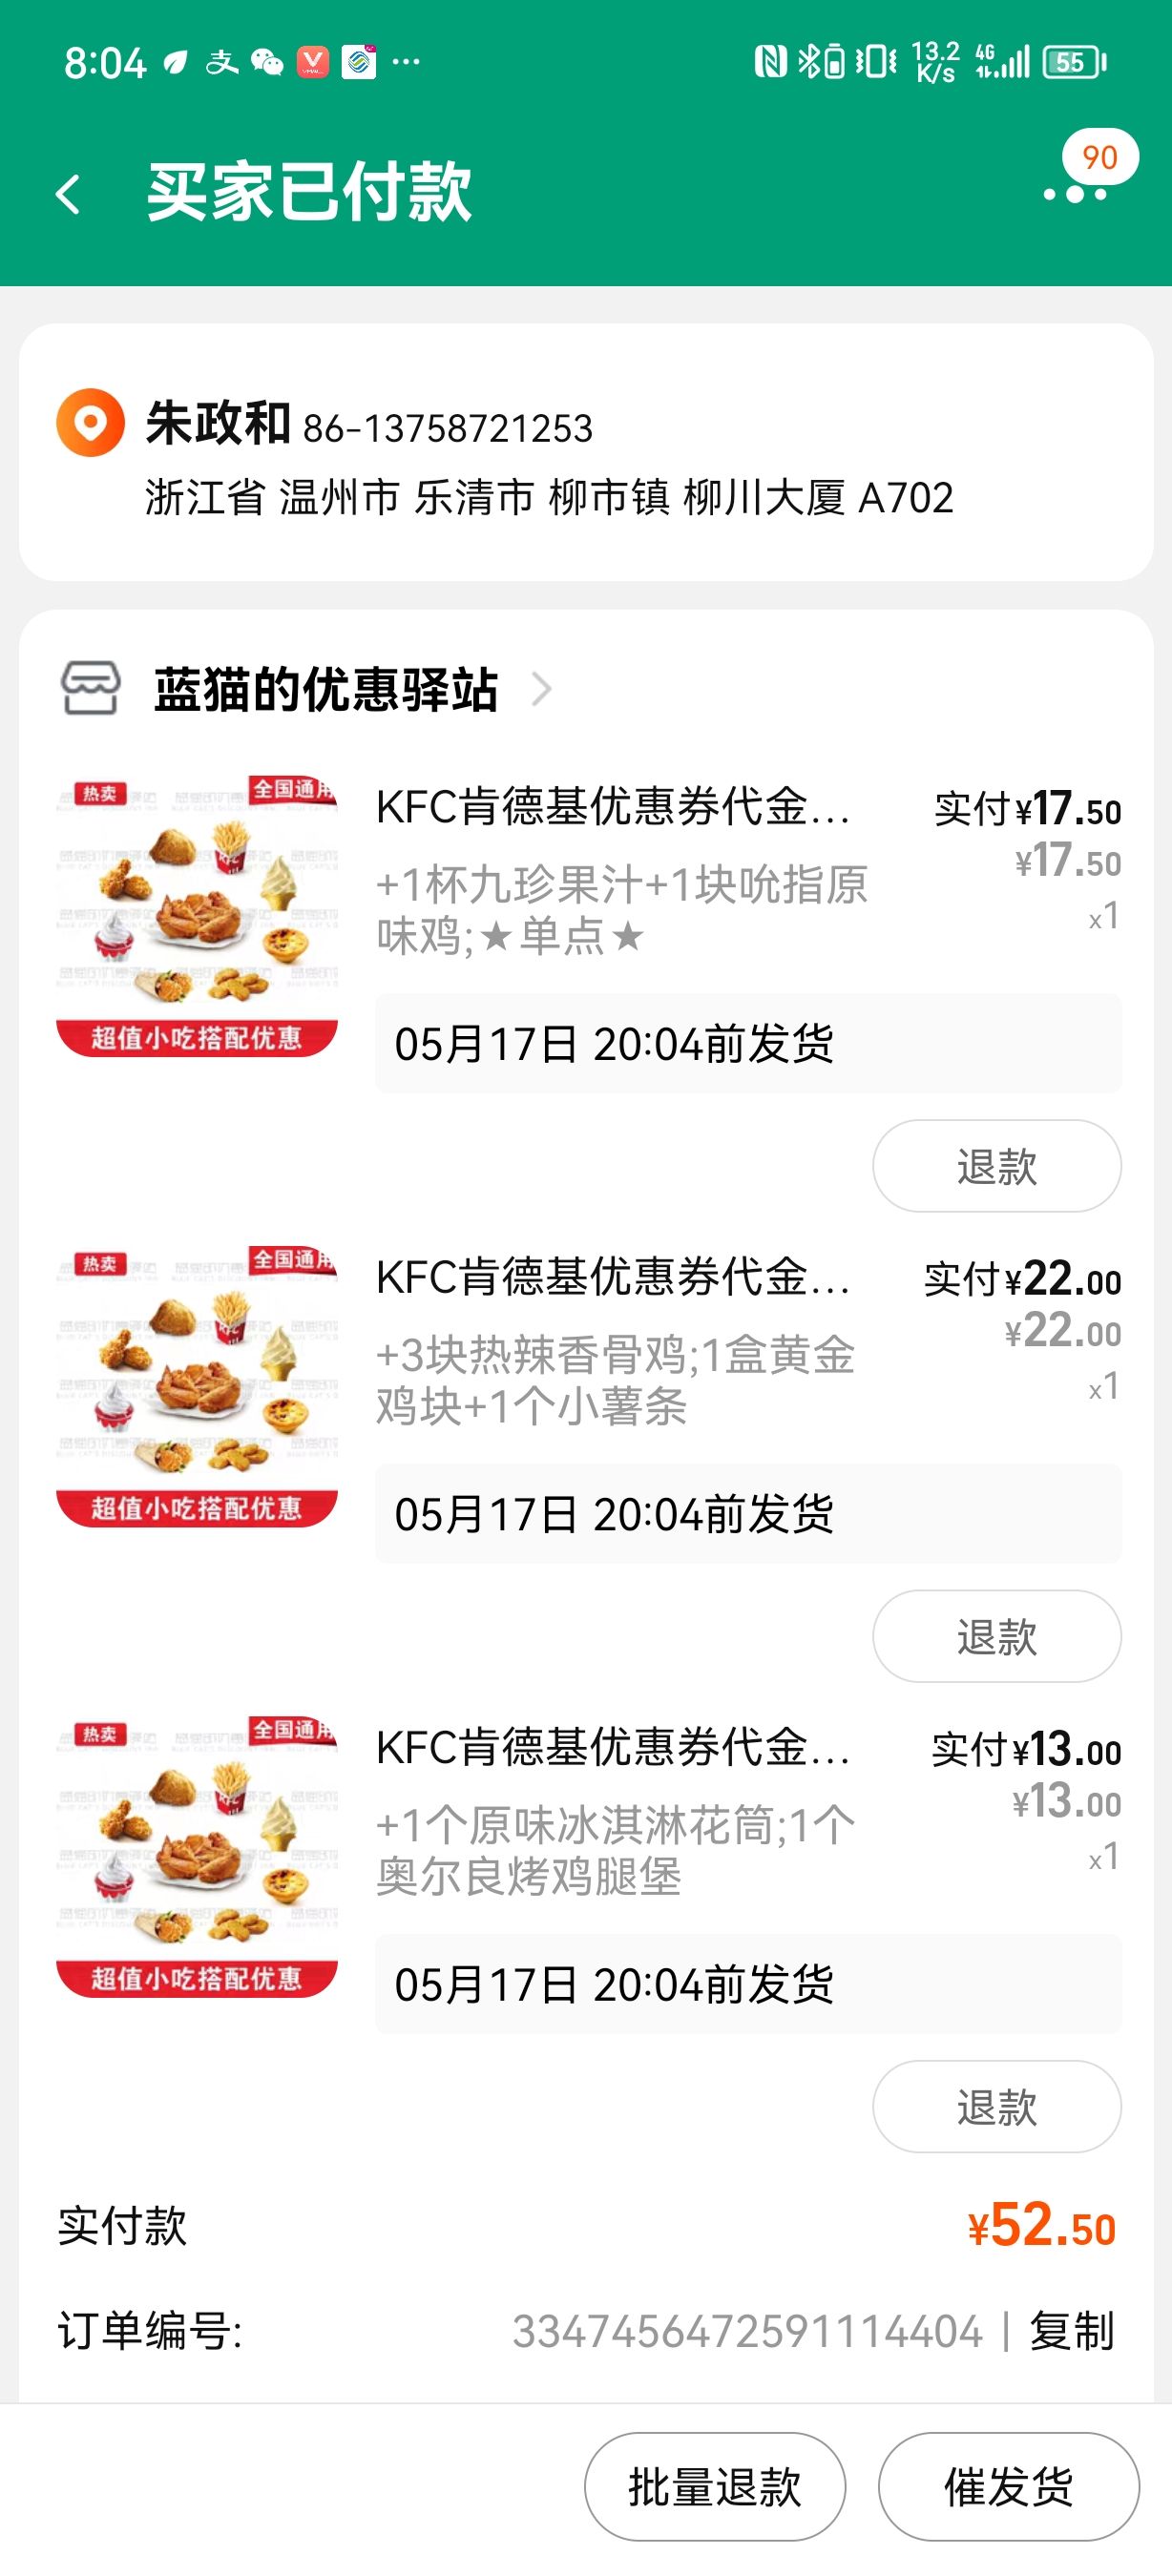 8:04
13.2 K/s
4G
55
90
买家已付款
朱政和 86-13758721253
浙江省 温州市 乐清市 柳市镇 柳川大厦 A702
蓝猫的优惠驿站
热卖
全国通用
超值小吃搭配优惠
KFC肯德基优惠券代金...
实付¥17.50
¥17.50
+1杯九珍果汁+1块吮指原
味鸡;★单点★
x1
05月17日 20:04前发货
退款
热卖
全国通用
超值小吃搭配优惠
KFC肯德基优惠券代金...
实付¥22.00
¥22.00
+3块热辣香骨鸡;1盒黄金
鸡块+1个小薯条
x1
05月17日 20:04前发货
退款
热卖
全国通用
超值小吃搭配优惠
KFC肯德基优惠券代金...
实付¥13.00
¥13.00
+1个原味冰淇淋花筒;1个
奥尔良烤鸡腿堡
x1
05月17日 20:04前发货
退款
实付款
¥52.50
订单编号:
3347456472591114404 | 复制
批量退款
催发货